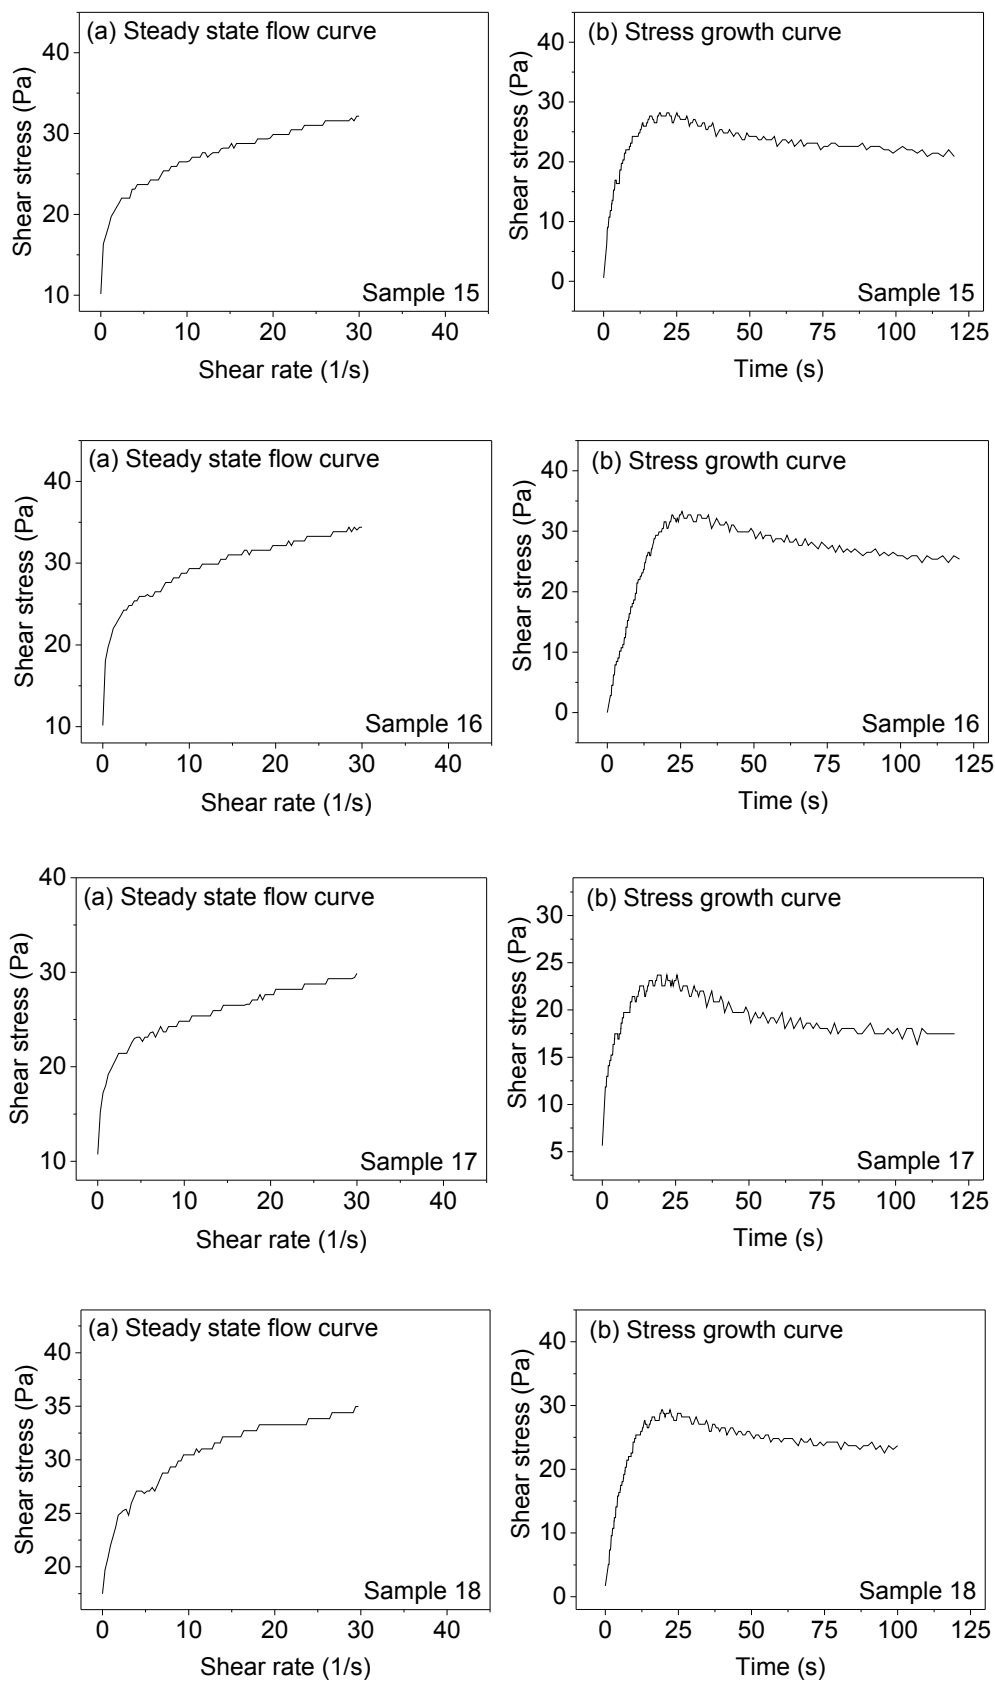 (a) Steady state flow curve
40
30
20
10
Shear stress (Pa)
0 10 20 30 40
Shear rate (1/s)
Sample 15
(b) Stress growth curve
40
30
20
10
0
Shear stress (Pa)
0 25 50 75 100 125
Time (s)
Sample 15
(a) Steady state flow curve
40
30
20
10
Shear stress (Pa)
0 10 20 30 40
Shear rate (1/s)
Sample 16
(b) Stress growth curve
40
30
20
10
0
Shear stress (Pa)
0 25 50 75 100 125
Time (s)
Sample 16
(a) Steady state flow curve
40
30
20
10
Shear stress (Pa)
0 10 20 30 40
Shear rate (1/s)
Sample 17
(b) Stress growth curve
30
25
20
15
10
5
Shear stress (Pa)
0 25 50 75 100 125
Time (s)
Sample 17
(a) Steady state flow curve
40
35
30
25
20
Shear stress (Pa)
0 10 20 30 40
Shear rate (1/s)
Sample 18
(b) Stress growth curve
40
30
20
10
0
Shear stress (Pa)
0 25 50 75 100 125
Time (s)
Sample 18